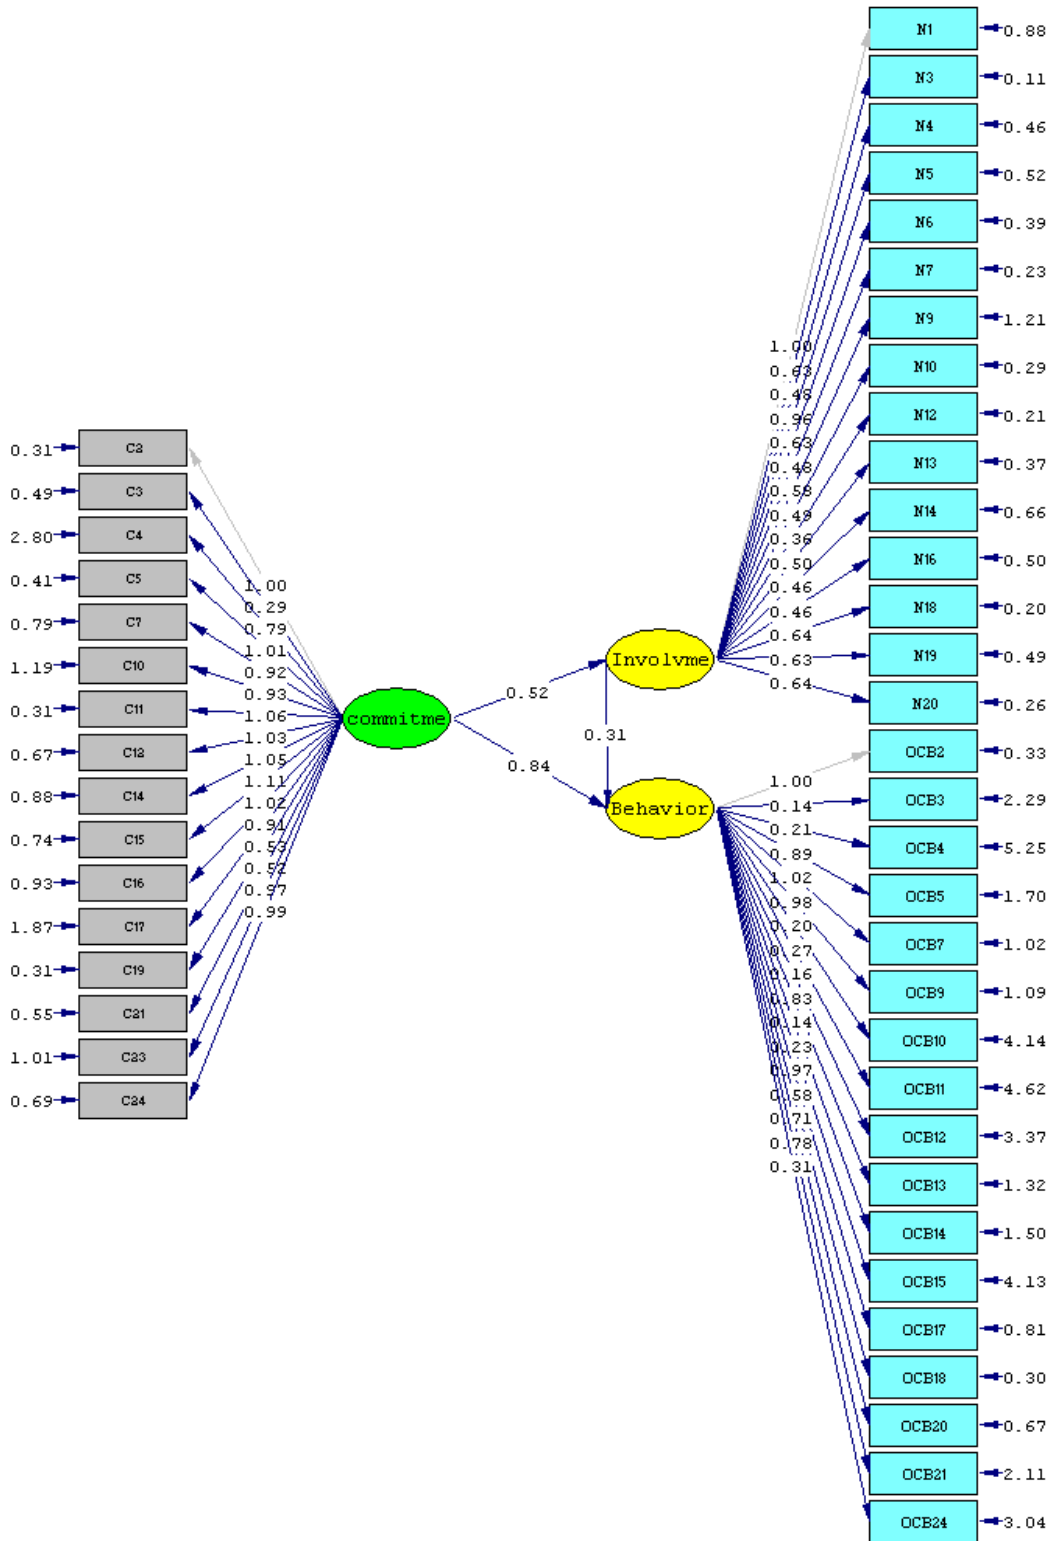 0.31 C2
0.49 C3
2.80 C4
0.41 C5
0.79 C7
1.19 C10
0.31 C11
0.67 C12
0.88 C14
0.74 C15
0.93 C16
1.87 C17
0.31 C19
0.55 C21
1.01 C23
0.69 C24
1.00
0.29
0.79
1.01
0.92
0.93
1.06
1.03
1.05
1.11
1.02
0.91
0.53
0.52
0.97
0.99
commitme
0.52
0.84
Involvme
0.31
Behavior
1.00
0.63
0.48
0.96
0.63
0.48
0.58
0.49
0.36
0.50
0.46
0.46
0.64
0.63
0.64
1.00
0.14
0.21
0.89
1.02
0.98
0.20
0.27
0.16
0.83
0.14
0.23
0.97
0.58
0.71
0.78
0.31
N1 0.88
N3 0.11
N4 0.46
N5 0.52
N6 0.39
N7 0.23
N9 1.21
N10 0.29
N12 0.21
N13 0.37
N14 0.66
N16 0.50
N18 0.20
N19 0.49
N20 0.26
OCB2 0.33
OCB3 2.29
OCB4 5.25
OCB5 1.70
OCB7 1.02
OCB9 1.09
OCB10 4.14
OCB11 4.62
OCB12 3.37
OCB13 1.32
OCB14 1.50
OCB15 4.13
OCB17 0.81
OCB18 0.30
OCB20 0.67
OCB21 2.11
OCB24 3.04